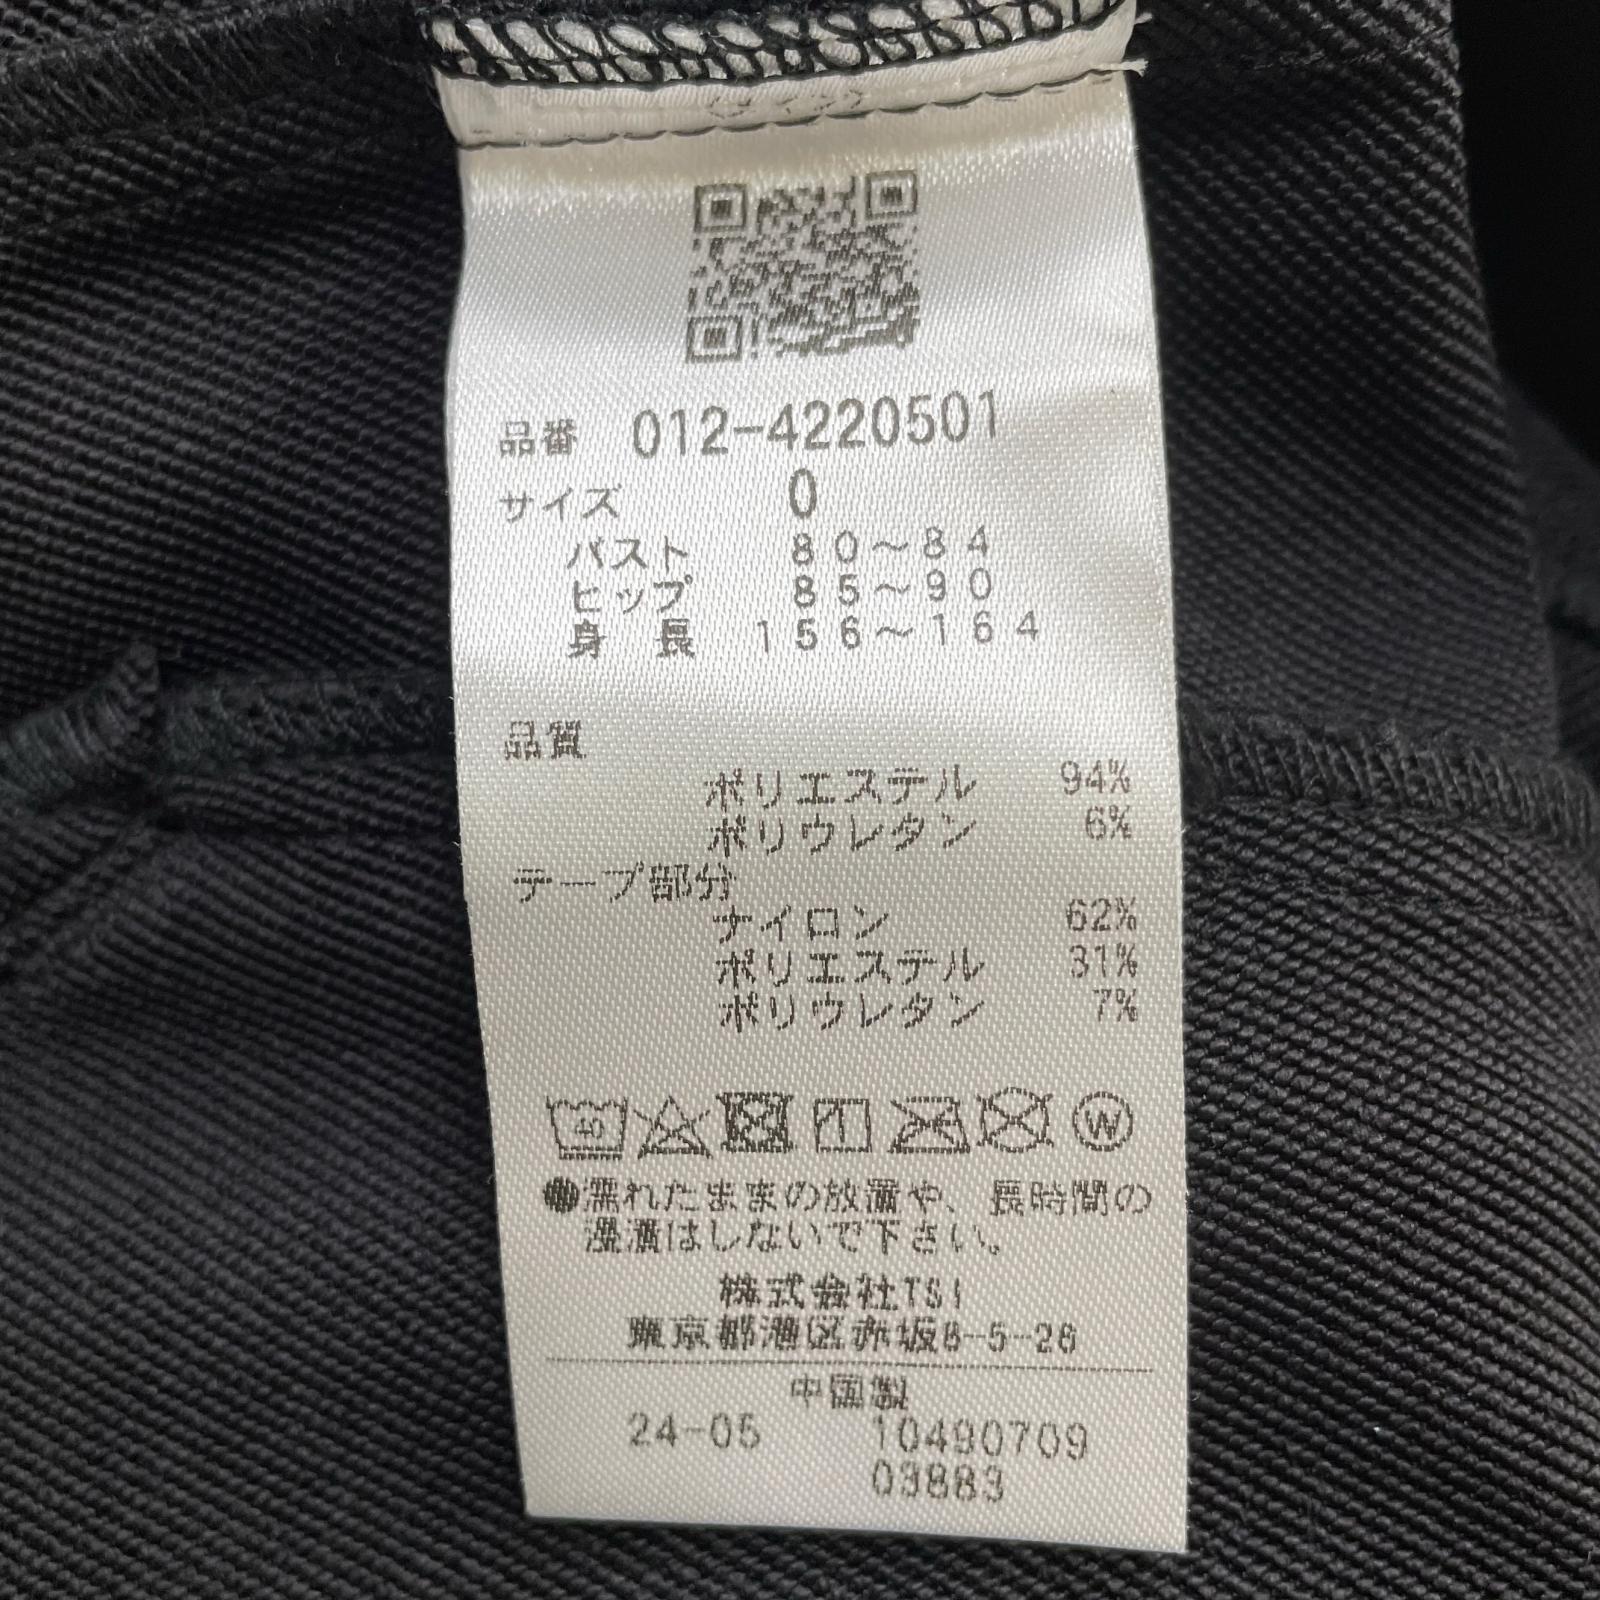 品番 012-4220501
サイズ 0
バスト 80～84
ヒップ 85～90
身長 156～164
品質
ポリエステル 94%
ポリウレタン 6%
テープ部分
ナイロン 62%
ポリエステル 31%
ポリウレタン 7%
40
W
●濡れたままの放置や、長時間の
浸漬はしないで下さい。
株式会社TSI
東京都港区赤坂8-5-26
中国製
24-05 10490709
03883